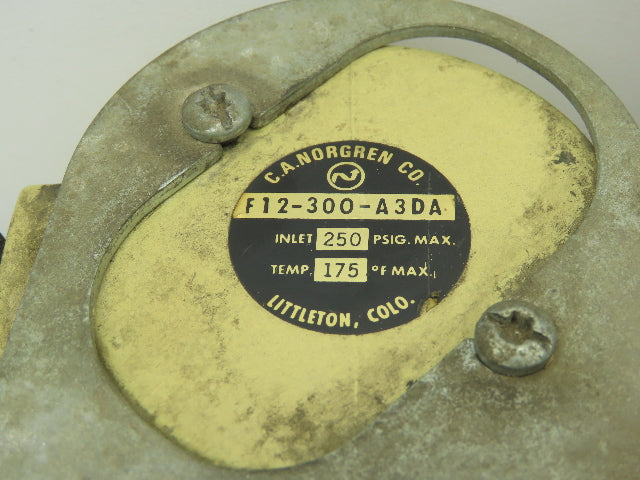 C.A.NORGREN CO.
F12-300-A3DA
INLET 250 PSIG. MAX.
TEMP. 175 °F MAX.
LITTLETON, COLO.